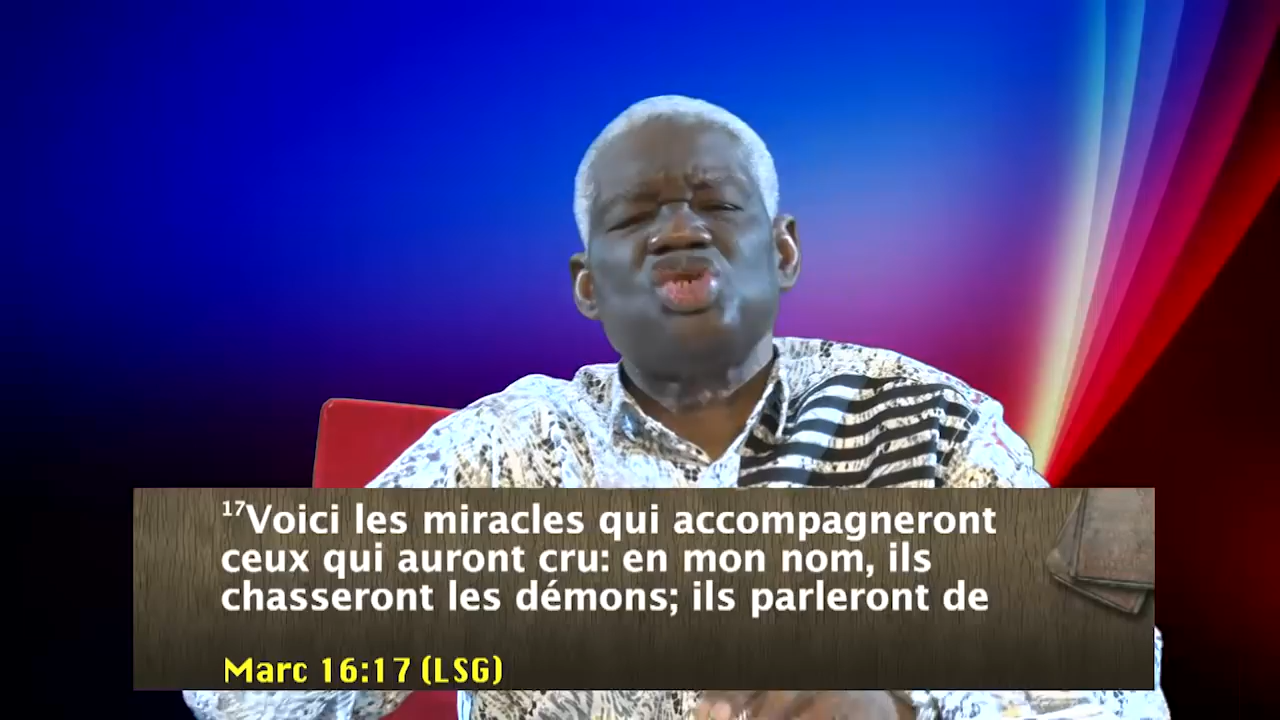 17Voici les miracles qui accompagneront
ceux qui auront cru: en mon nom, ils
chasseront les démons; ils parleront de
Marc 16:17 (LSG)